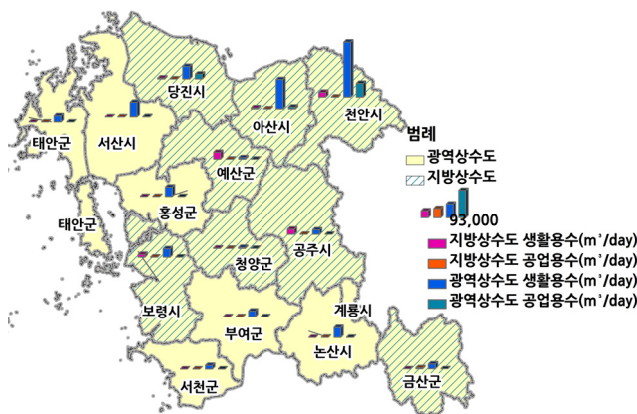 당진시
아산시
천안시
태안군
서산시
예산군
홍성군
태안군
청양군
공주시
보령시
부여군
계룡시
논산시
서천군
금산군
범례
광역상수도
지방상수도
93,000
지방상수도 생활용수(m³/day)
지방상수도 공업용수(m³/day)
광역상수도 생활용수(m³/day)
광역상수도 공업용수(m³/day)